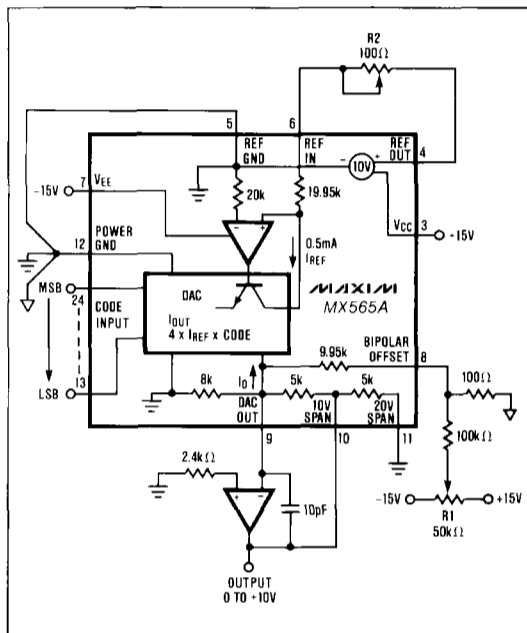 R2
100Ω
5
6
REF
GND
REF
IN
REF
OUT
4
- 10V +
7
VEE
-15V
20k
19.95k
VCC
3
+15V
12
POWER
GND
0.5mA
IREF
MAXIM
MX565A
MSB
24
CODE
INPUT
DAC
IOUT
4 x IREF x CODE
BIPOLAR
OFFSET
8
9.95k
LSB
13
8k
IO
5k
5k
100Ω
DAC
OUT
10V
SPAN
20V
SPAN
9
10
11
100kΩ
2.4kΩ
10pF
-15V
+15V
R1
50kΩ
+ -
+ -
OUTPUT
0 TO +10V